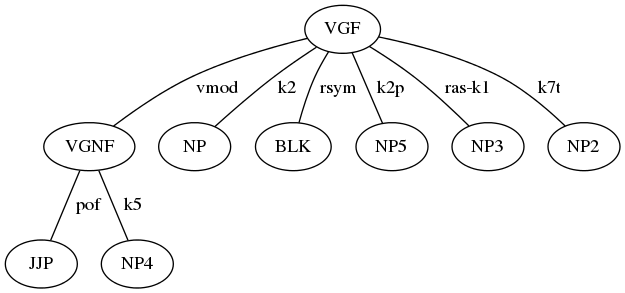 VGF
vmod k2 rsym k2p ras-k1 k7t
VGNF NP BLK NP5 NP3 NP2
pof k5
JJP NP4